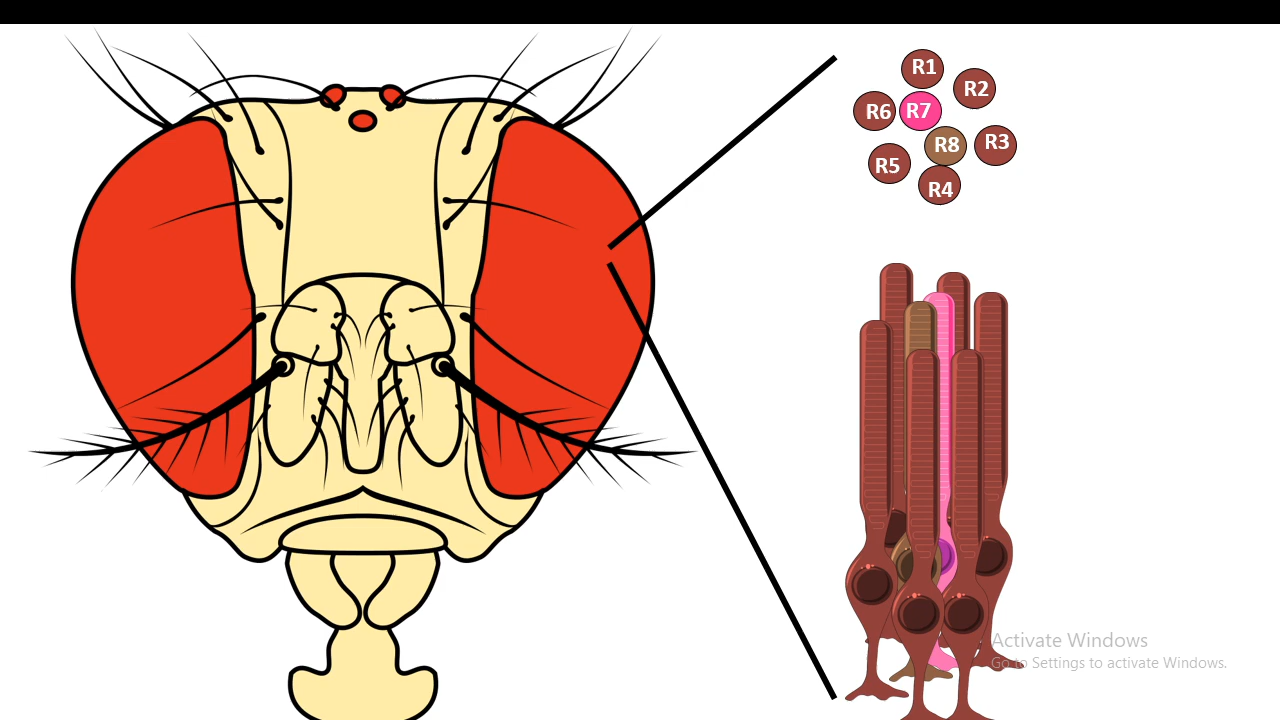 R1
R2
R6
R7
R8
R3
R5
R4
Activate Windows
Go to Settings to activate Windows.